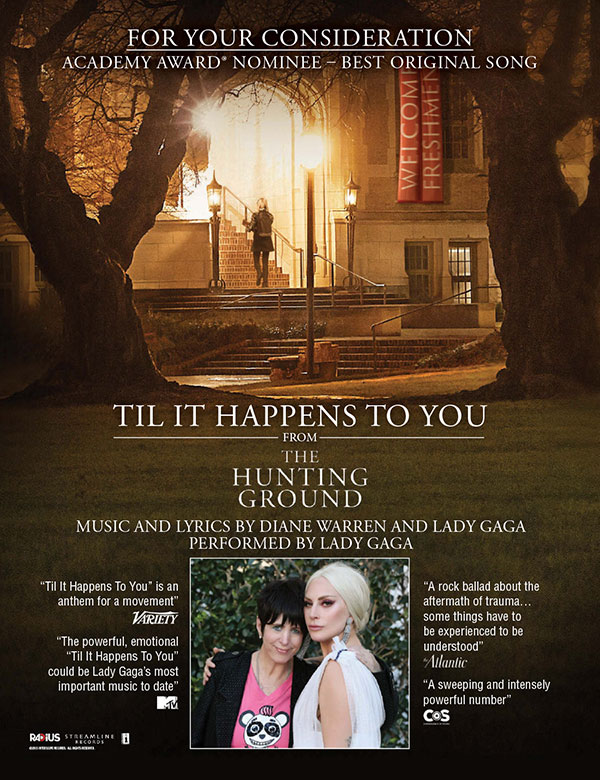 FOR YOUR CONSIDERATION
ACADEMY AWARD® NOMINEE – BEST ORIGINAL SONG
WELCOME
FRESHMEN
TIL IT HAPPENS TO YOU
FROM
THE
HUNTING
GROUND
MUSIC AND LYRICS BY DIANE WARREN AND LADY GAGA
PERFORMED BY LADY GAGA
“Til It Happens To You” is an
anthem for a movement”
VARIETY
“The powerful, emotional
“Til It Happens To You”
could be Lady Gaga’s most
important music to date”
MTV
“A rock ballad about the
aftermath of trauma…
some things have to
be experienced to be
understood”
The Atlantic
“A sweeping and intensely
powerful number”
CoS
RADiUS STREAMLINE
RECORDS